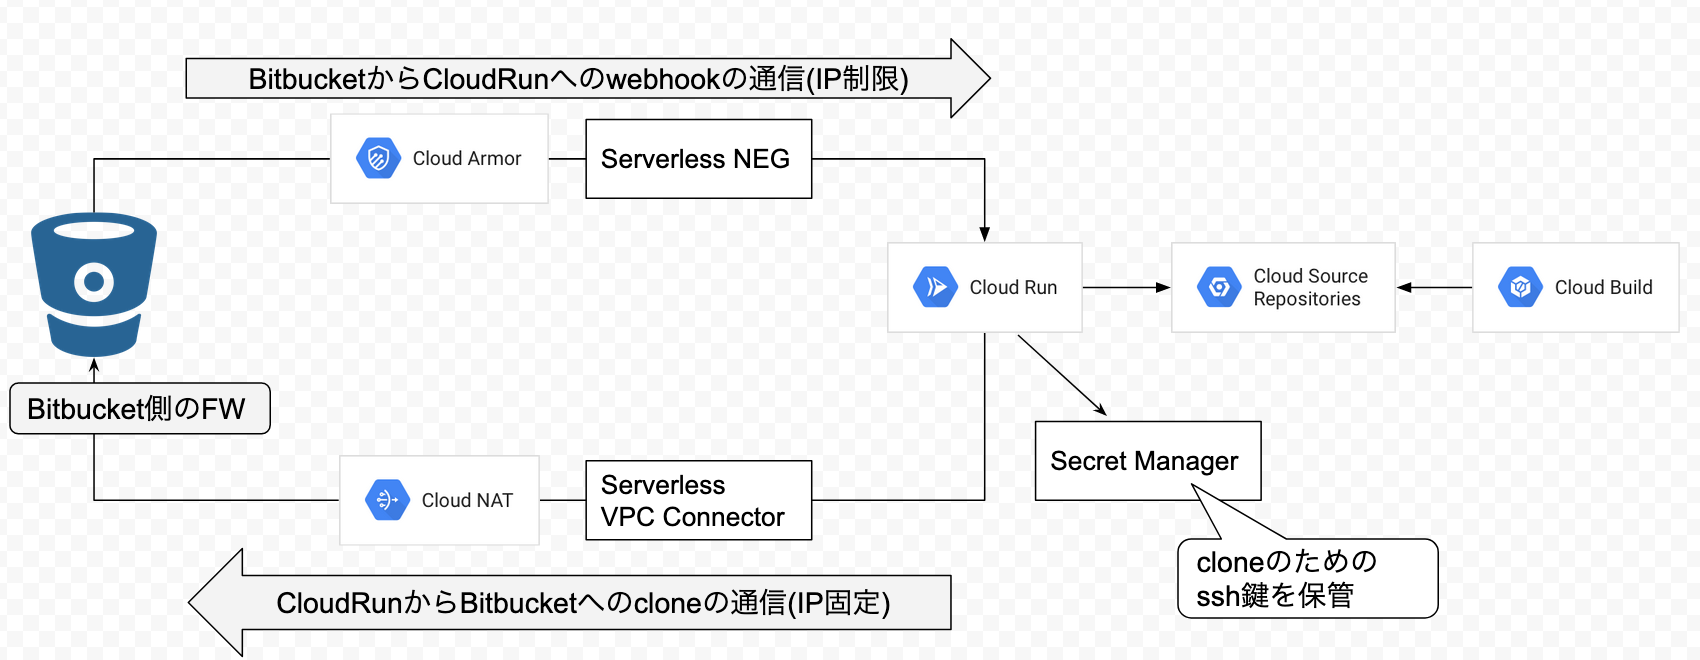 BitbucketからCloudRunへのwebhookの通信(IP制限)
Cloud Armor
Serverless NEG
Cloud Run
Cloud Source
Repositories
Cloud Build
Bitbucket側のFW
Secret Manager
Cloud NAT
Serverless
VPC Connector
cloneのための
ssh鍵を保管
CloudRunからBitbucketへのcloneの通信(IP固定)